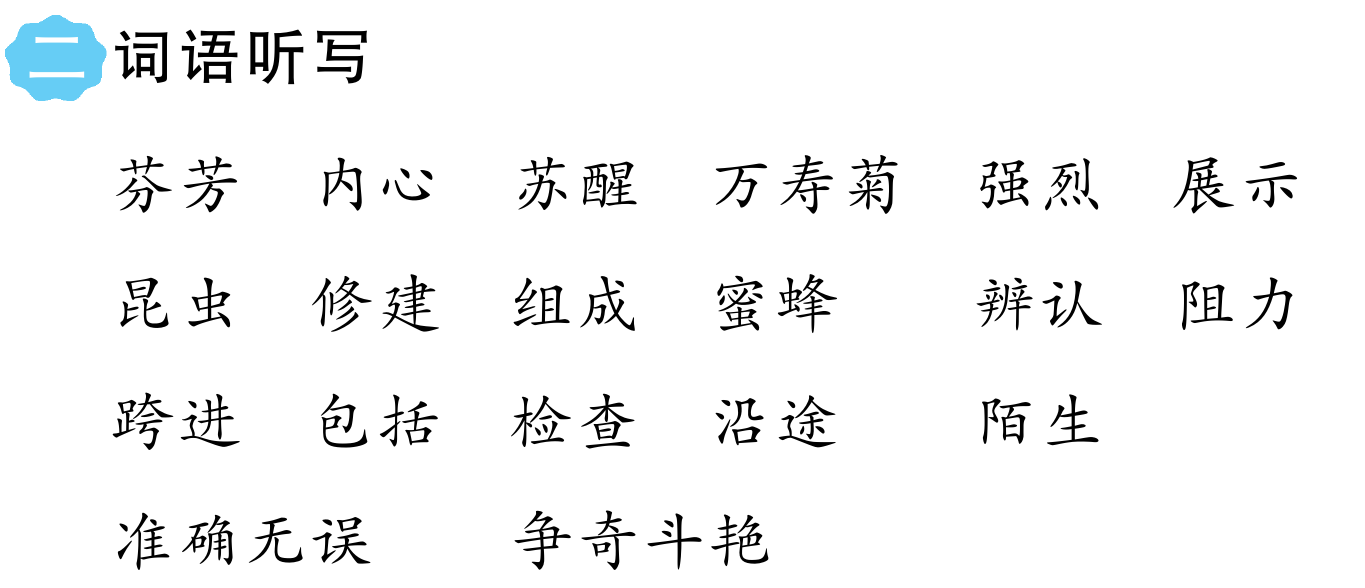 二 词语听写
芬芳 内心 苏醒 万寿菊 强烈 展示
昆虫 修建 组成 蜜蜂 辨认 阻力
跨进 包括 检查 沿途 陌生
准确无误 争奇斗艳